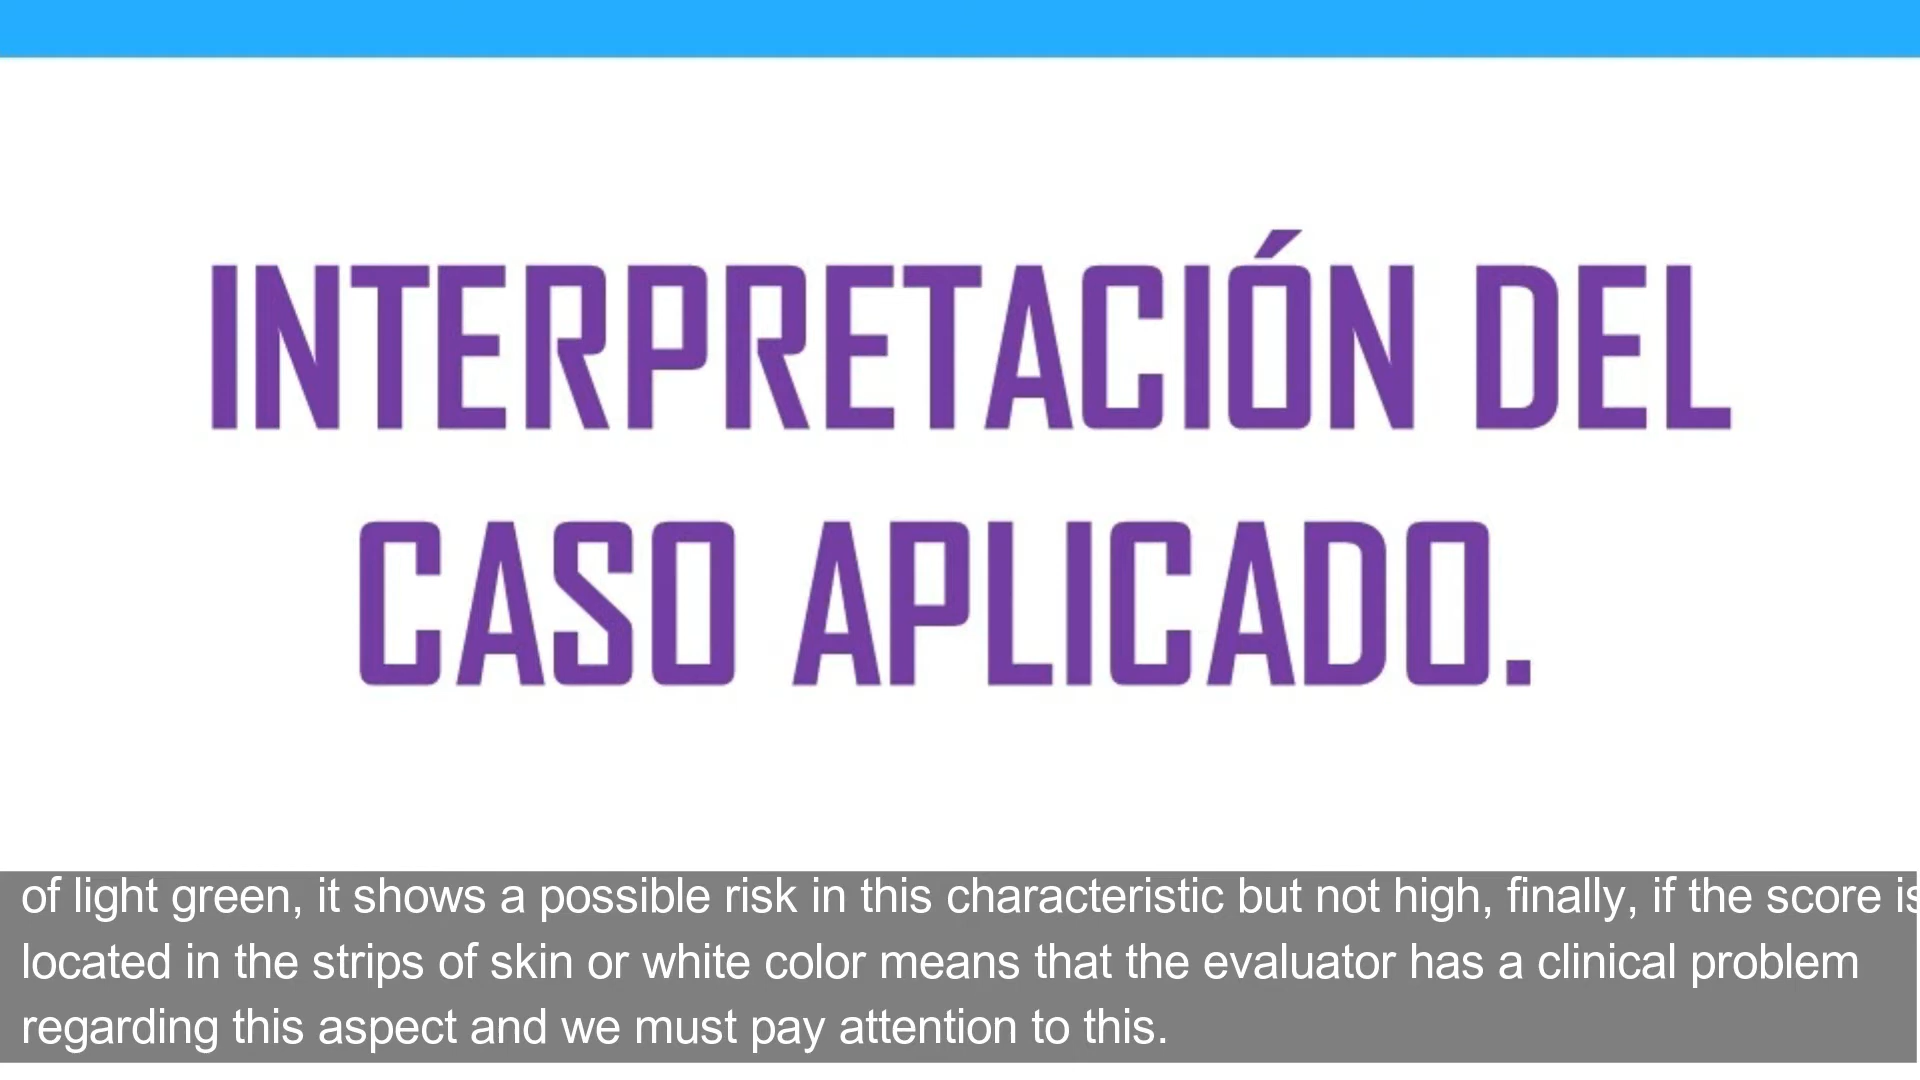 INTERPRETACIÓN DEL
CASO APLICADO.
of light green, it shows a possible risk in this characteristic but not high, finally, if the score is
located in the strips of skin or white color means that the evaluator has a clinical problem
regarding this aspect and we must pay attention to this.